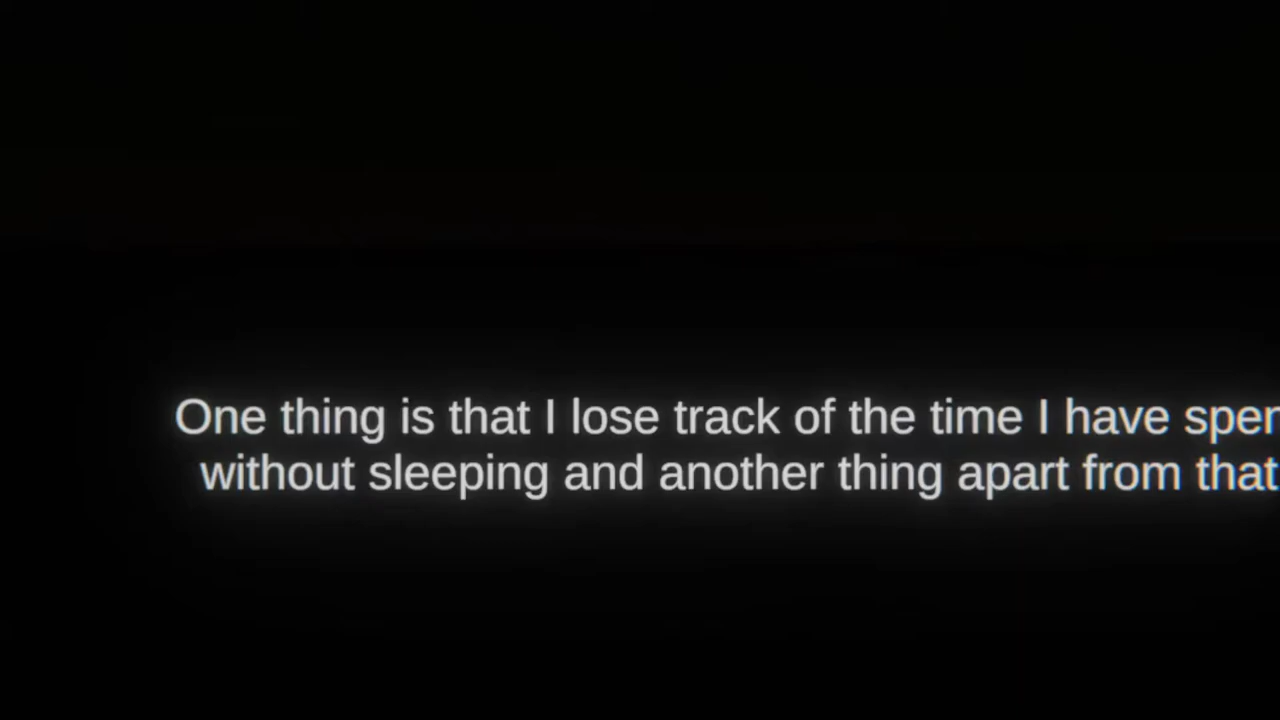 One thing is that I lose track of the time I have
without sleeping and another thing apart from that